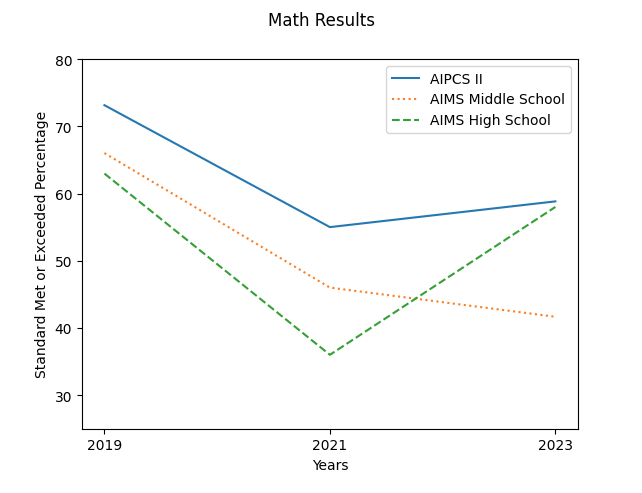 Math Results
AIPCS II
AIMS Middle School
AIMS High School
Standard Met or Exceeded Percentage
80
70
60
50
40
30
2019
2021
2023
Years